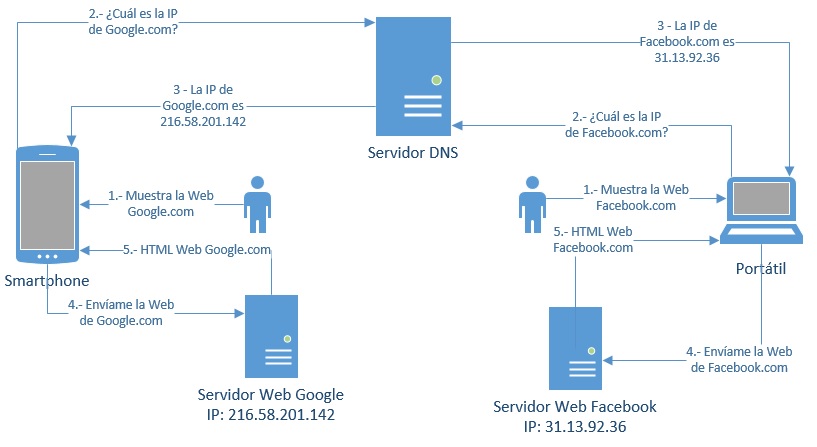 2.- ¿Cuál es la IP
de Google.com?
3 - La IP de
Facebook.com es
31.13.92.36
3 - La IP de
Google.com es
216.58.201.142
2.- ¿Cuál es la IP
de Facebook.com?
Servidor DNS
1.- Muestra la Web
Google.com
1.- Muestra la Web
Facebook.com
5.- HTML Web Google.com
5.- HTML Web
Facebook.com
Smartphone
Portátil
4.- Envíame la Web
de Google.com
4.- Envíame la Web
de Facebook.com
Servidor Web Google
IP: 216.58.201.142
Servidor Web Facebook
IP: 31.13.92.36